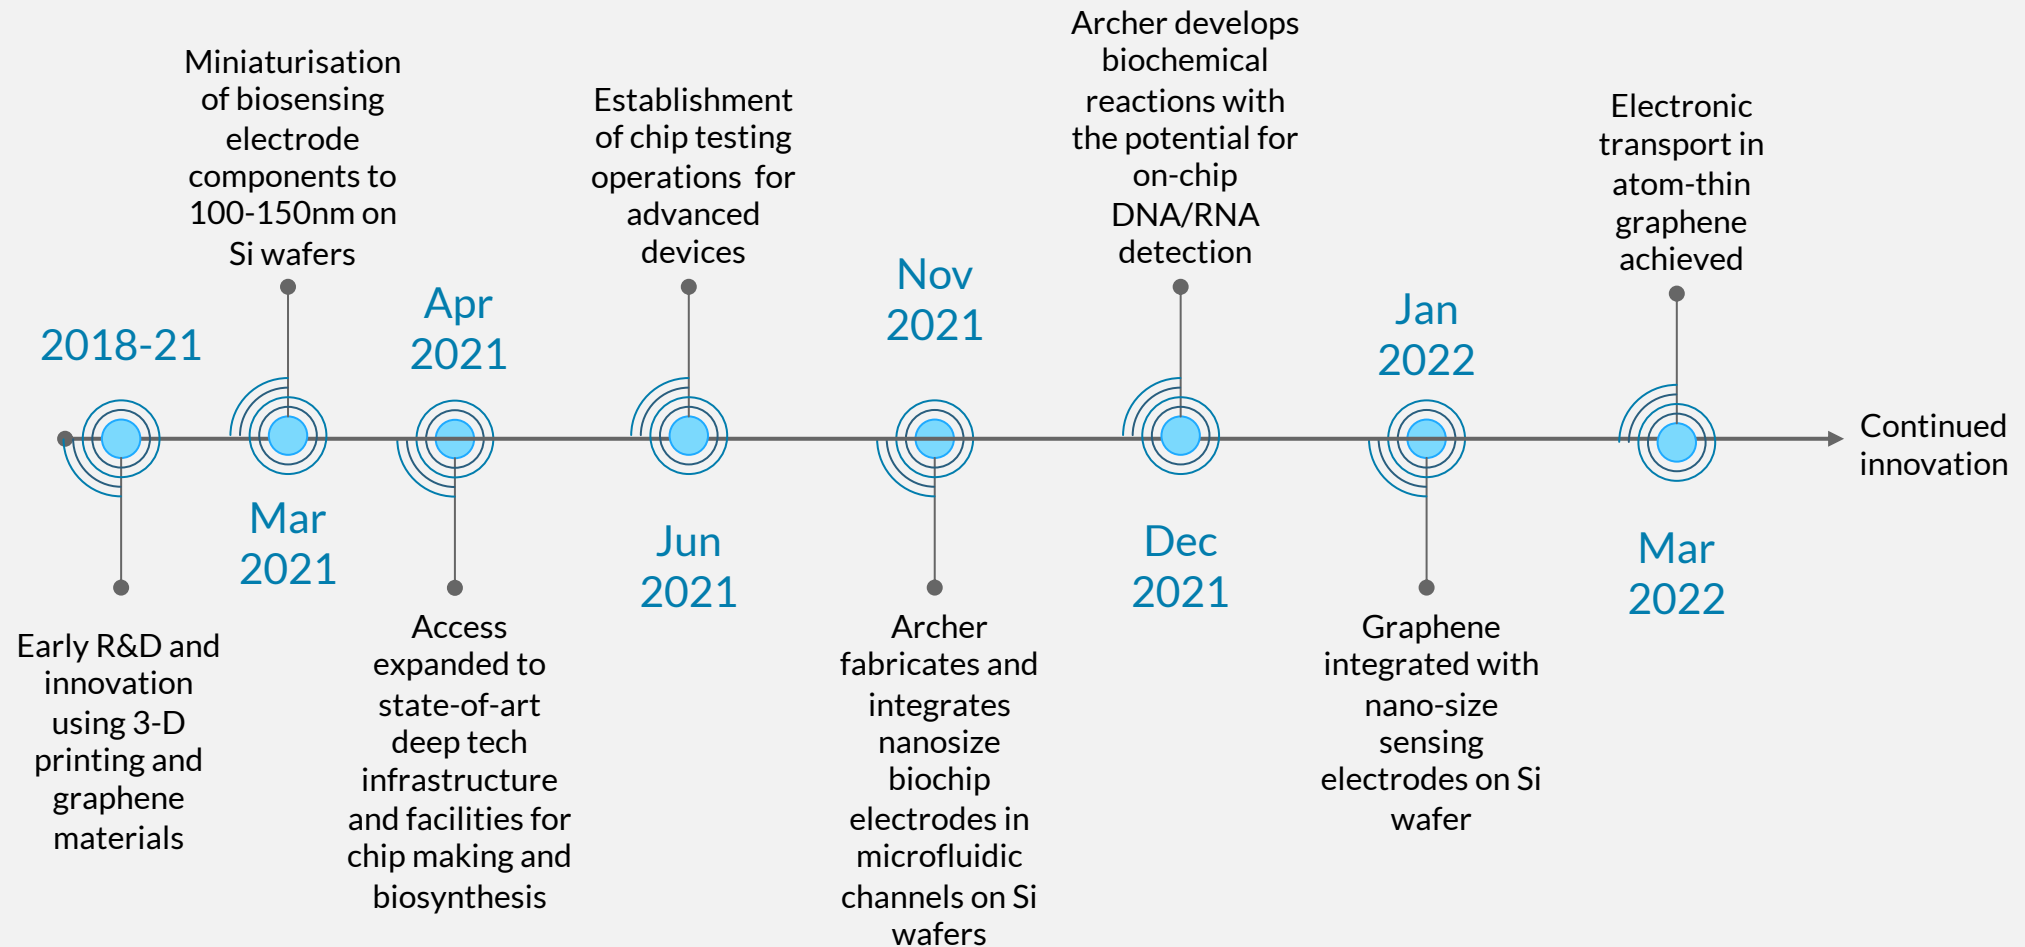 2018-21
Early R&D and
innovation
using 3-D
printing and
graphene
materials
Miniaturisation
of biosensing
electrode
components to
100-150nm on
Si wafers
Mar
2021
Apr
2021
Access
expanded to
state-of-art
deep tech
infrastructure
and facilities for
chip making and
biosynthesis
Establishment
of chip testing
operations for
advanced
devices
Jun
2021
Nov
2021
Archer
fabricates and
integrates
nanosize
biochip
electrodes in
microfluidic
channels on Si
wafers
Archer develops
biochemical
reactions with
the potential for
on-chip
DNA/RNA
detection
Dec
2021
Jan
2022
Graphene
integrated with
nano-size
sensing
electrodes on Si
wafer
Electronic
transport in
atom-thin
graphene
achieved
Mar
2022
Continued
innovation